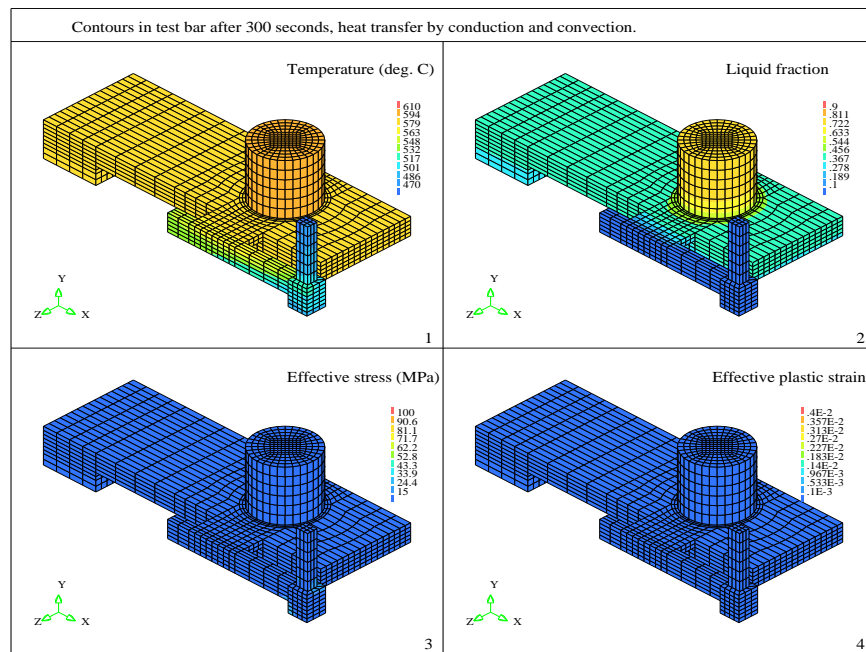 Contours in test bar after 300 seconds, heat transfer by conduction and convection.
Temperature (deg. C)
610
594
579
563
548
532
517
501
486
470
Y
Z
X
1
Liquid fraction
.9
.811
.722
.633
.544
.456
.367
.278
.189
.1
Y
Z
X
2
Effective stress (MPa)
100
90.6
81.1
71.7
62.2
52.8
43.3
33.9
24.4
15
Y
Z
X
3
Effective plastic strain
.4E-2
.357E-2
.313E-2
.27E-2
.227E-2
.183E-2
.14E-2
.967E-3
.533E-3
.1E-3
Y
Z
X
4